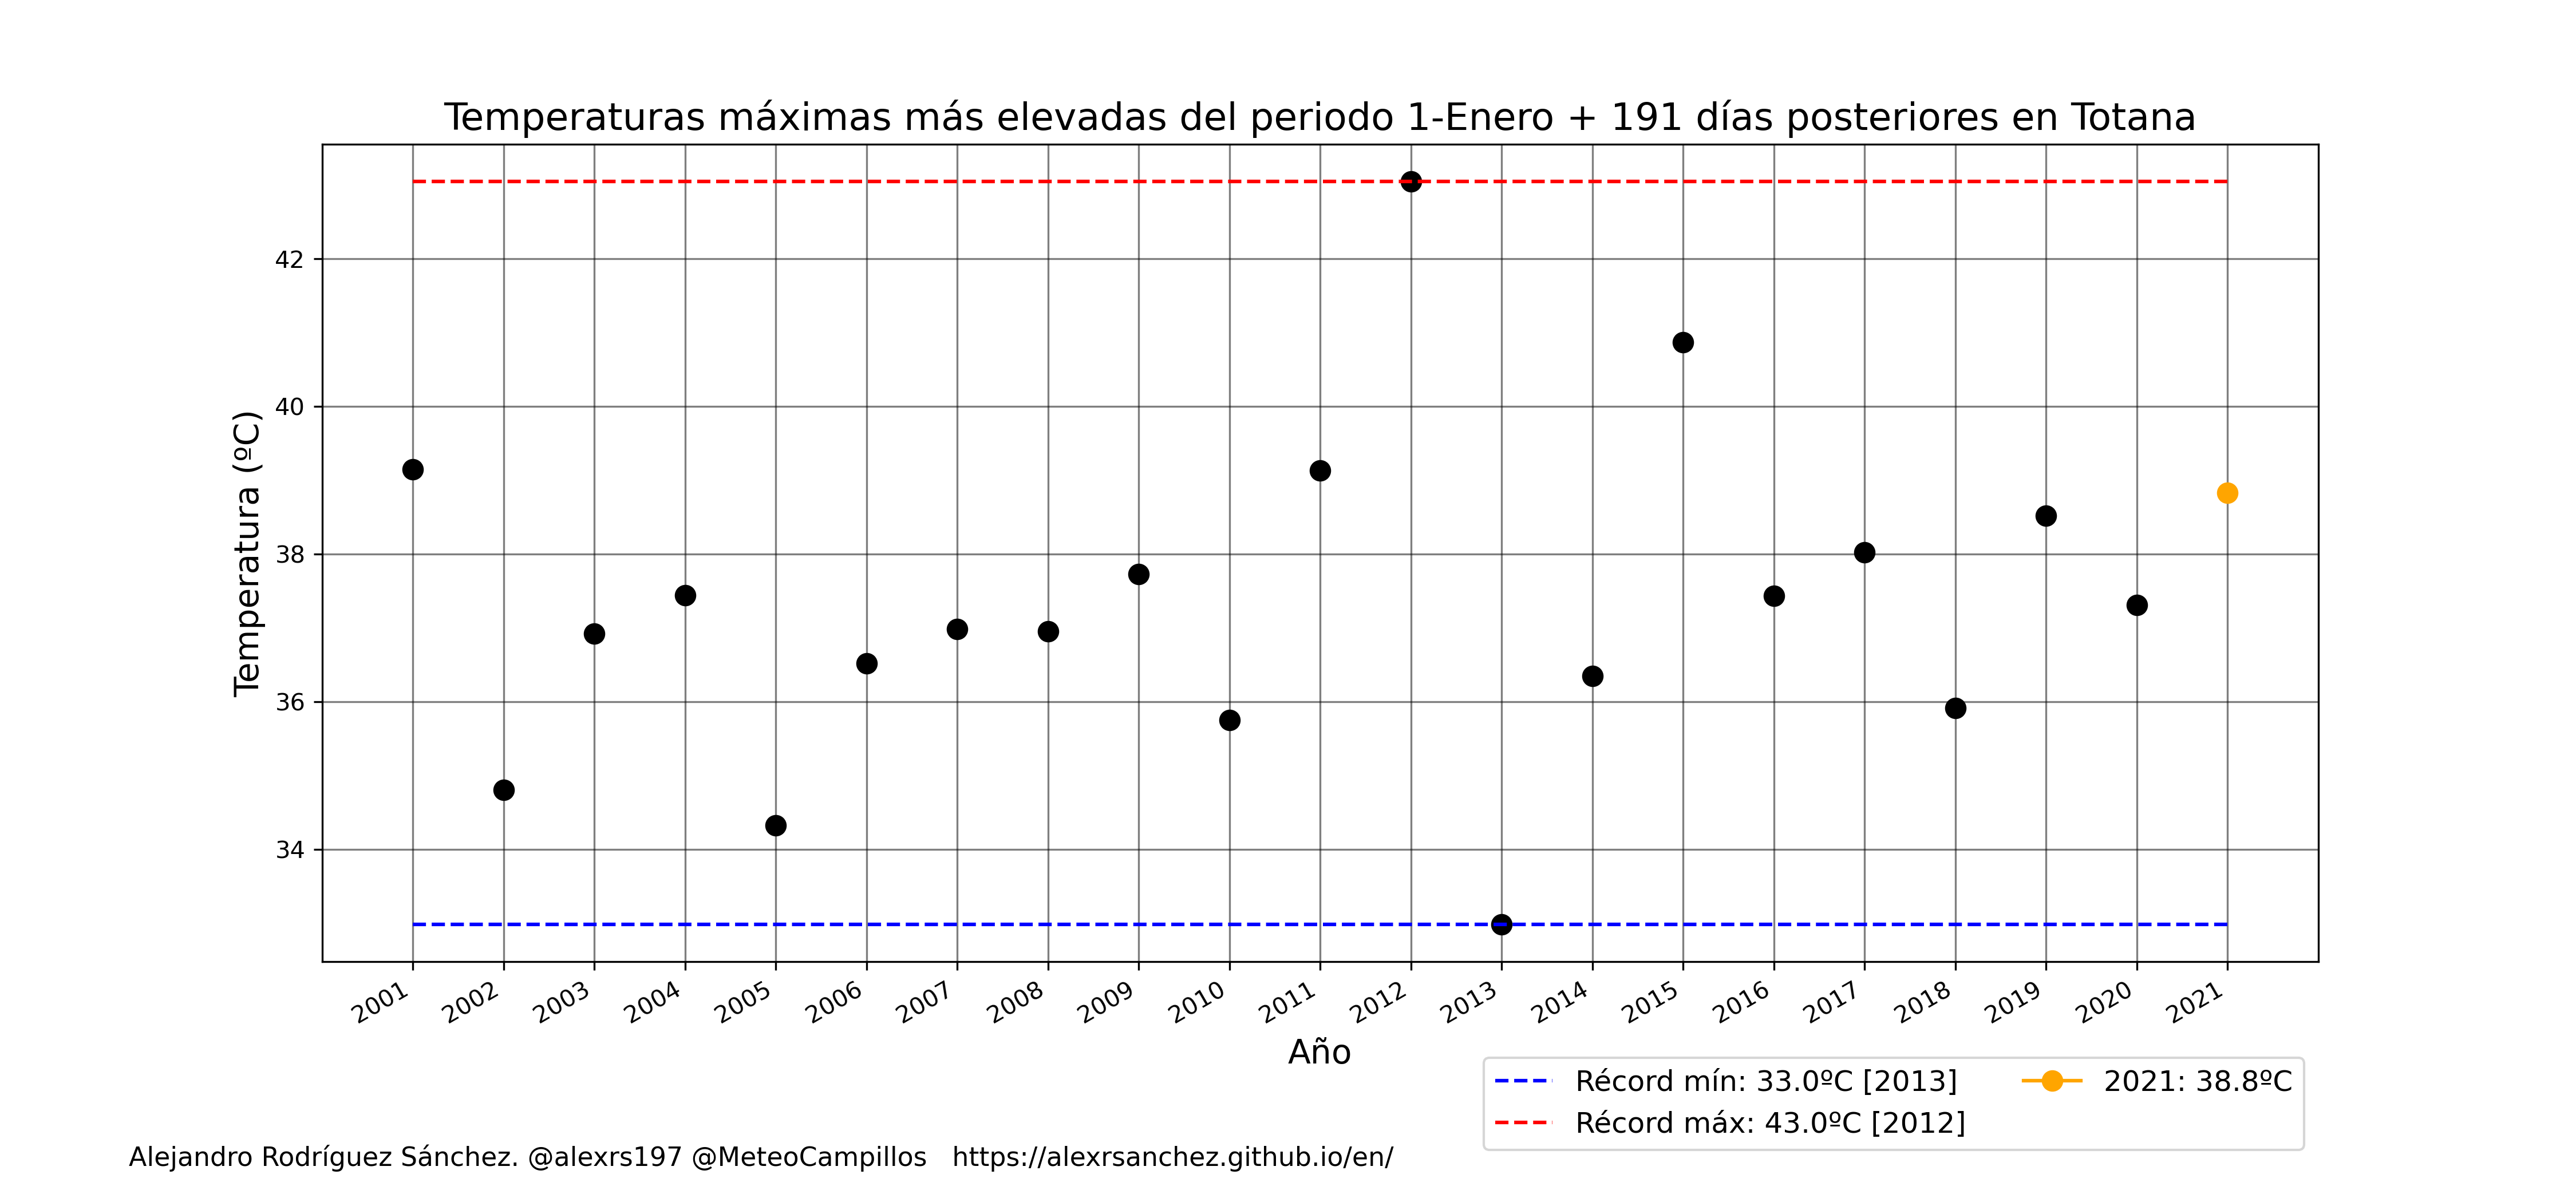 Temperaturas máximas más elevadas del periodo 1-Enero + 191 días posteriores en Totana
Temperatura (ºC)
42
40
38
36
34
2001 2002 2003 2004 2005 2006 2007 2008 2009 2010 2011 2012 2013 2014 2015 2016 2017 2018 2019 2020 2021
Año
Récord mín: 33.0ºC [2013]
Récord máx: 43.0ºC [2012]
2021: 38.8ºC
Alejandro Rodríguez Sánchez. @alexrs197 @MeteoCampillos https://alexrsanchez.github.io/en/